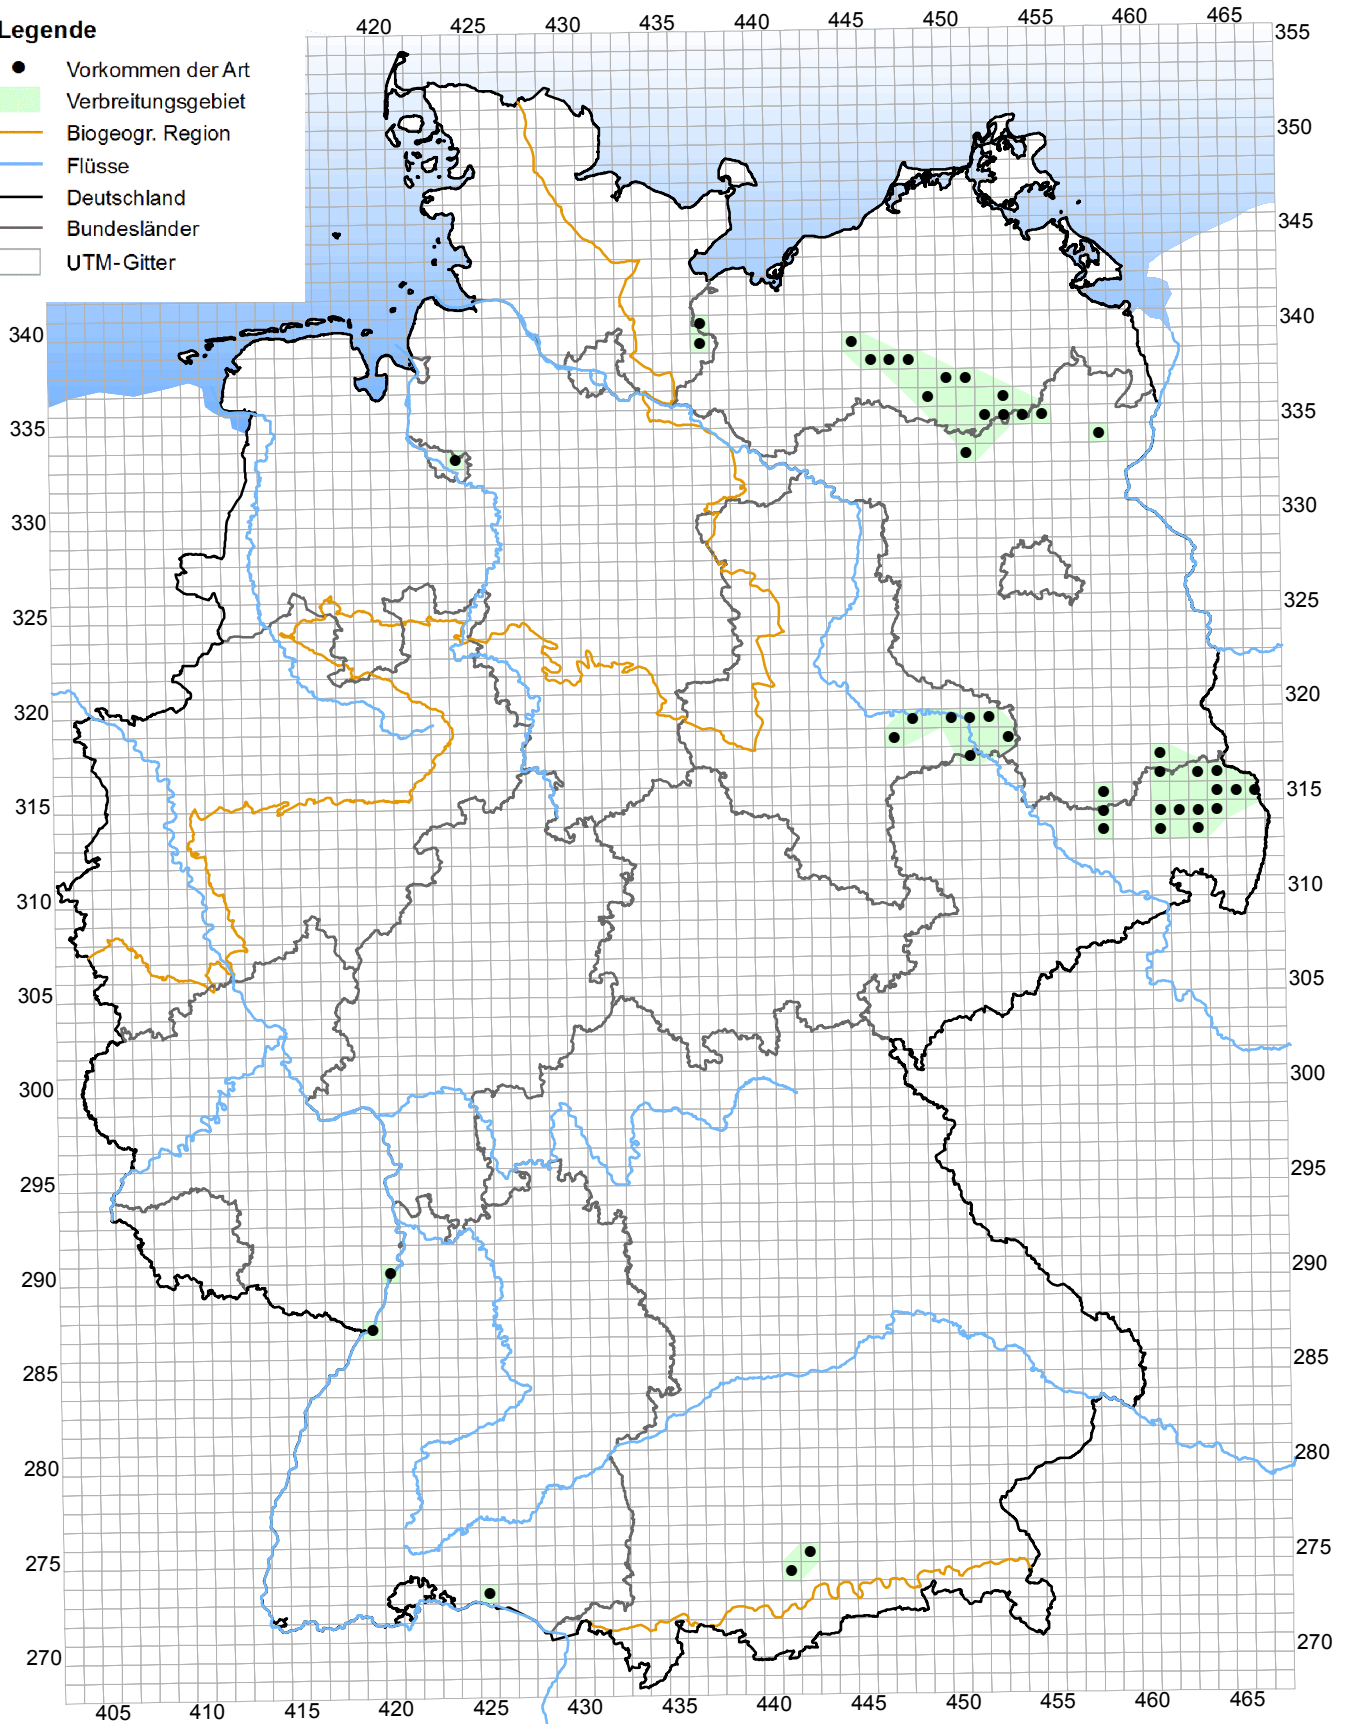 420 425 430 435 440 445 450 455 460 465
Legende
355
Vorkommen der Art
Verbreitungsgebiet
Biogeogr. Region
350
Flüsse
Deutschland
Bundesländer
345
UTM-Gitter
340 340
335 335
330 330
325 325
320 320
315 315
310 310
305 305
300 300
295 295
290 290
285 285
280 280
275 275
270 270
405 410 415 420 425 430 435 440 445 450 455 460 465